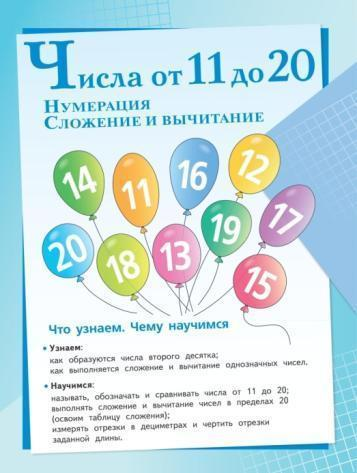 Числа от 11 до 20
Нумерация
Сложение и вычитание
14
11
16
12
20
18
13
19
17
15
Что узнаем. Чему научимся
• Узнаем:
как образуются числа второго десятка;
как выполняется сложение и вычитание однозначных чисел.
• Научимся:
называть, обозначать и сравнивать числа от 11 до 20;
выполнять сложение и вычитание чисел в пределах 20
(освоим таблицу сложения);
измерять отрезки в дециметрах и чертить отрезки
заданной длины.